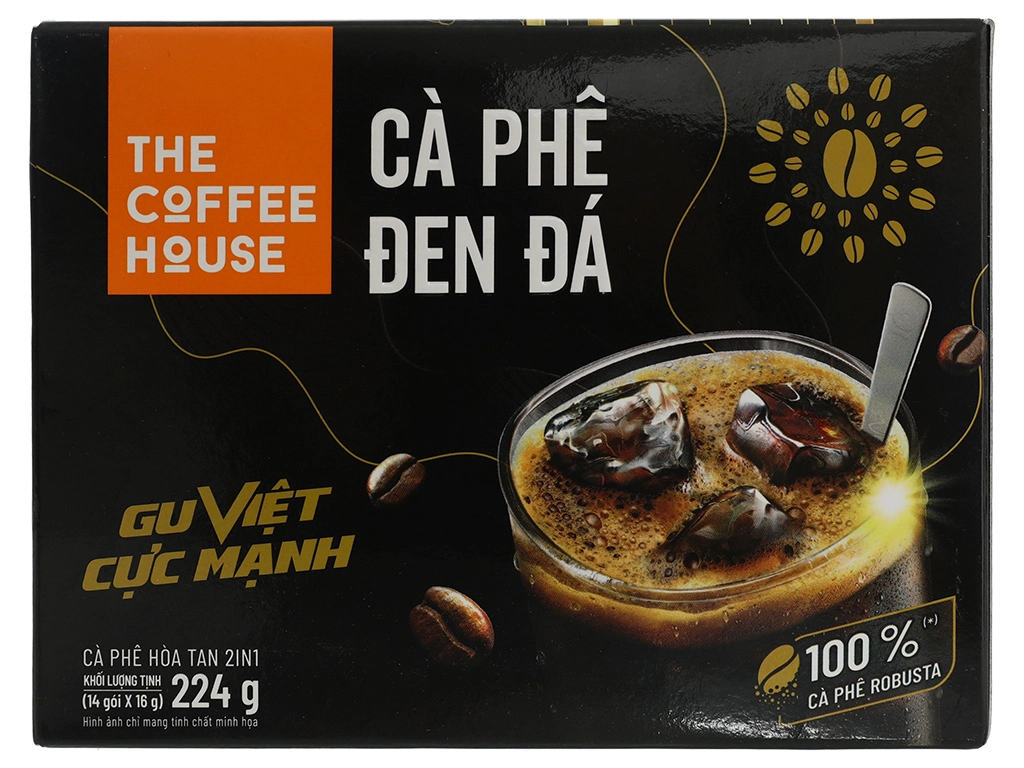 THE
COFFEE
HOUSE
CÀ PHÊ
ĐEN ĐÁ
GU VIỆT
CỰC MẠNH
CÀ PHÊ HÒA TAN 2IN1
KHỐI LƯỢNG TỊNH
(14 gói X 16 g) 224 g
Hình ảnh chỉ mang tính chất minh họa
100 % (*)
CÀ PHÊ ROBUSTA